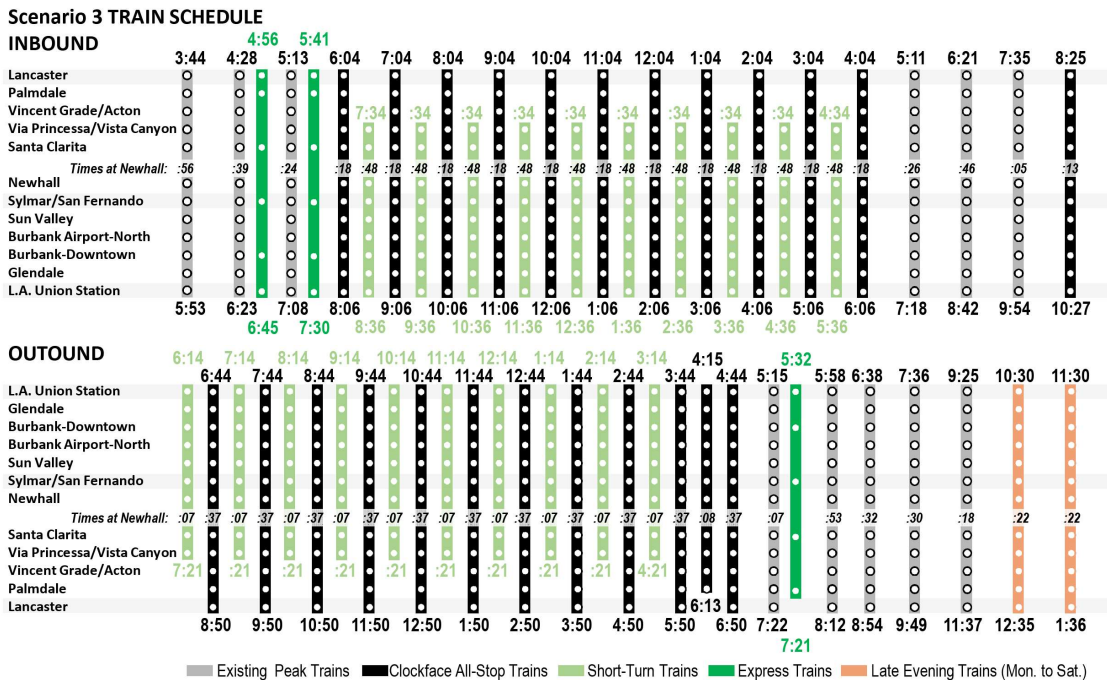 Scenario 3 TRAIN SCHEDULE
INBOUND
4:56 5:41
3:44 4:28 5:13 6:04 7:04 8:04 9:04 10:04 11:04 12:04 1:04 2:04 3:04 4:04 5:11 6:21 7:35 8:25
Lancaster
Palmdale
Vincent Grade/Acton 7:34 :34 :34 :34 :34 :34 :34 :34 :34 4:34
Via Princessa/Vista Canyon
Santa Clarita
Times at Newhall: :56 :39 :24 :18 :48 :18 :48 :18 :48 :18 :48 :18 :48 :18 :48 :18 :48 :18 :48 :18 :48 :18 :48 :18 :26 :46 :05 :13
Newhall
Sylmar/San Fernando
Sun Valley
Burbank Airport-North
Burbank-Downtown
Glendale
L.A. Union Station
5:53 6:23 7:08 8:06 9:06 10:06 11:06 12:06 1:06 2:06 3:06 4:06 5:06 6:06 7:18 8:42 9:54 10:27
6:45 7:30 8:36 9:36 10:36 11:36 12:36 1:36 2:36 3:36 4:36 5:36
OUTOUND
6:14 7:14 8:14 9:14 10:14 11:14 12:14 1:14 2:14 3:14 4:15 5:32
6:44 7:44 8:44 9:44 10:44 11:44 12:44 1:44 2:44 3:44 4:44 5:15 5:58 6:38 7:36 9:25 10:30 11:30
L.A. Union Station
Glendale
Burbank-Downtown
Burbank Airport-North
Sun Valley
Sylmar/San Fernando
Newhall
Times at Newhall: :07 :37 :07 :37 :07 :37 :07 :37 :07 :37 :07 :37 :07 :37 :07 :37 :07 :37 :07 :37 :08 :37 :07 :53 :32 :30 :18 :22 :22
Santa Clarita
Via Princessa/Vista Canyon
Vincent Grade/Acton 7:21 :21 :21 :21 :21 :21 :21 :21 :21 4:21
Palmdale
Lancaster 6:13
8:50 9:50 10:50 11:50 12:50 1:50 2:50 3:50 4:50 5:50 6:50 7:22 8:12 8:54 9:49 11:37 12:35 1:36
7:21
Existing Peak Trains Clockface All-Stop Trains Short-Turn Trains Express Trains Late Evening Trains (Mon. to Sat.)